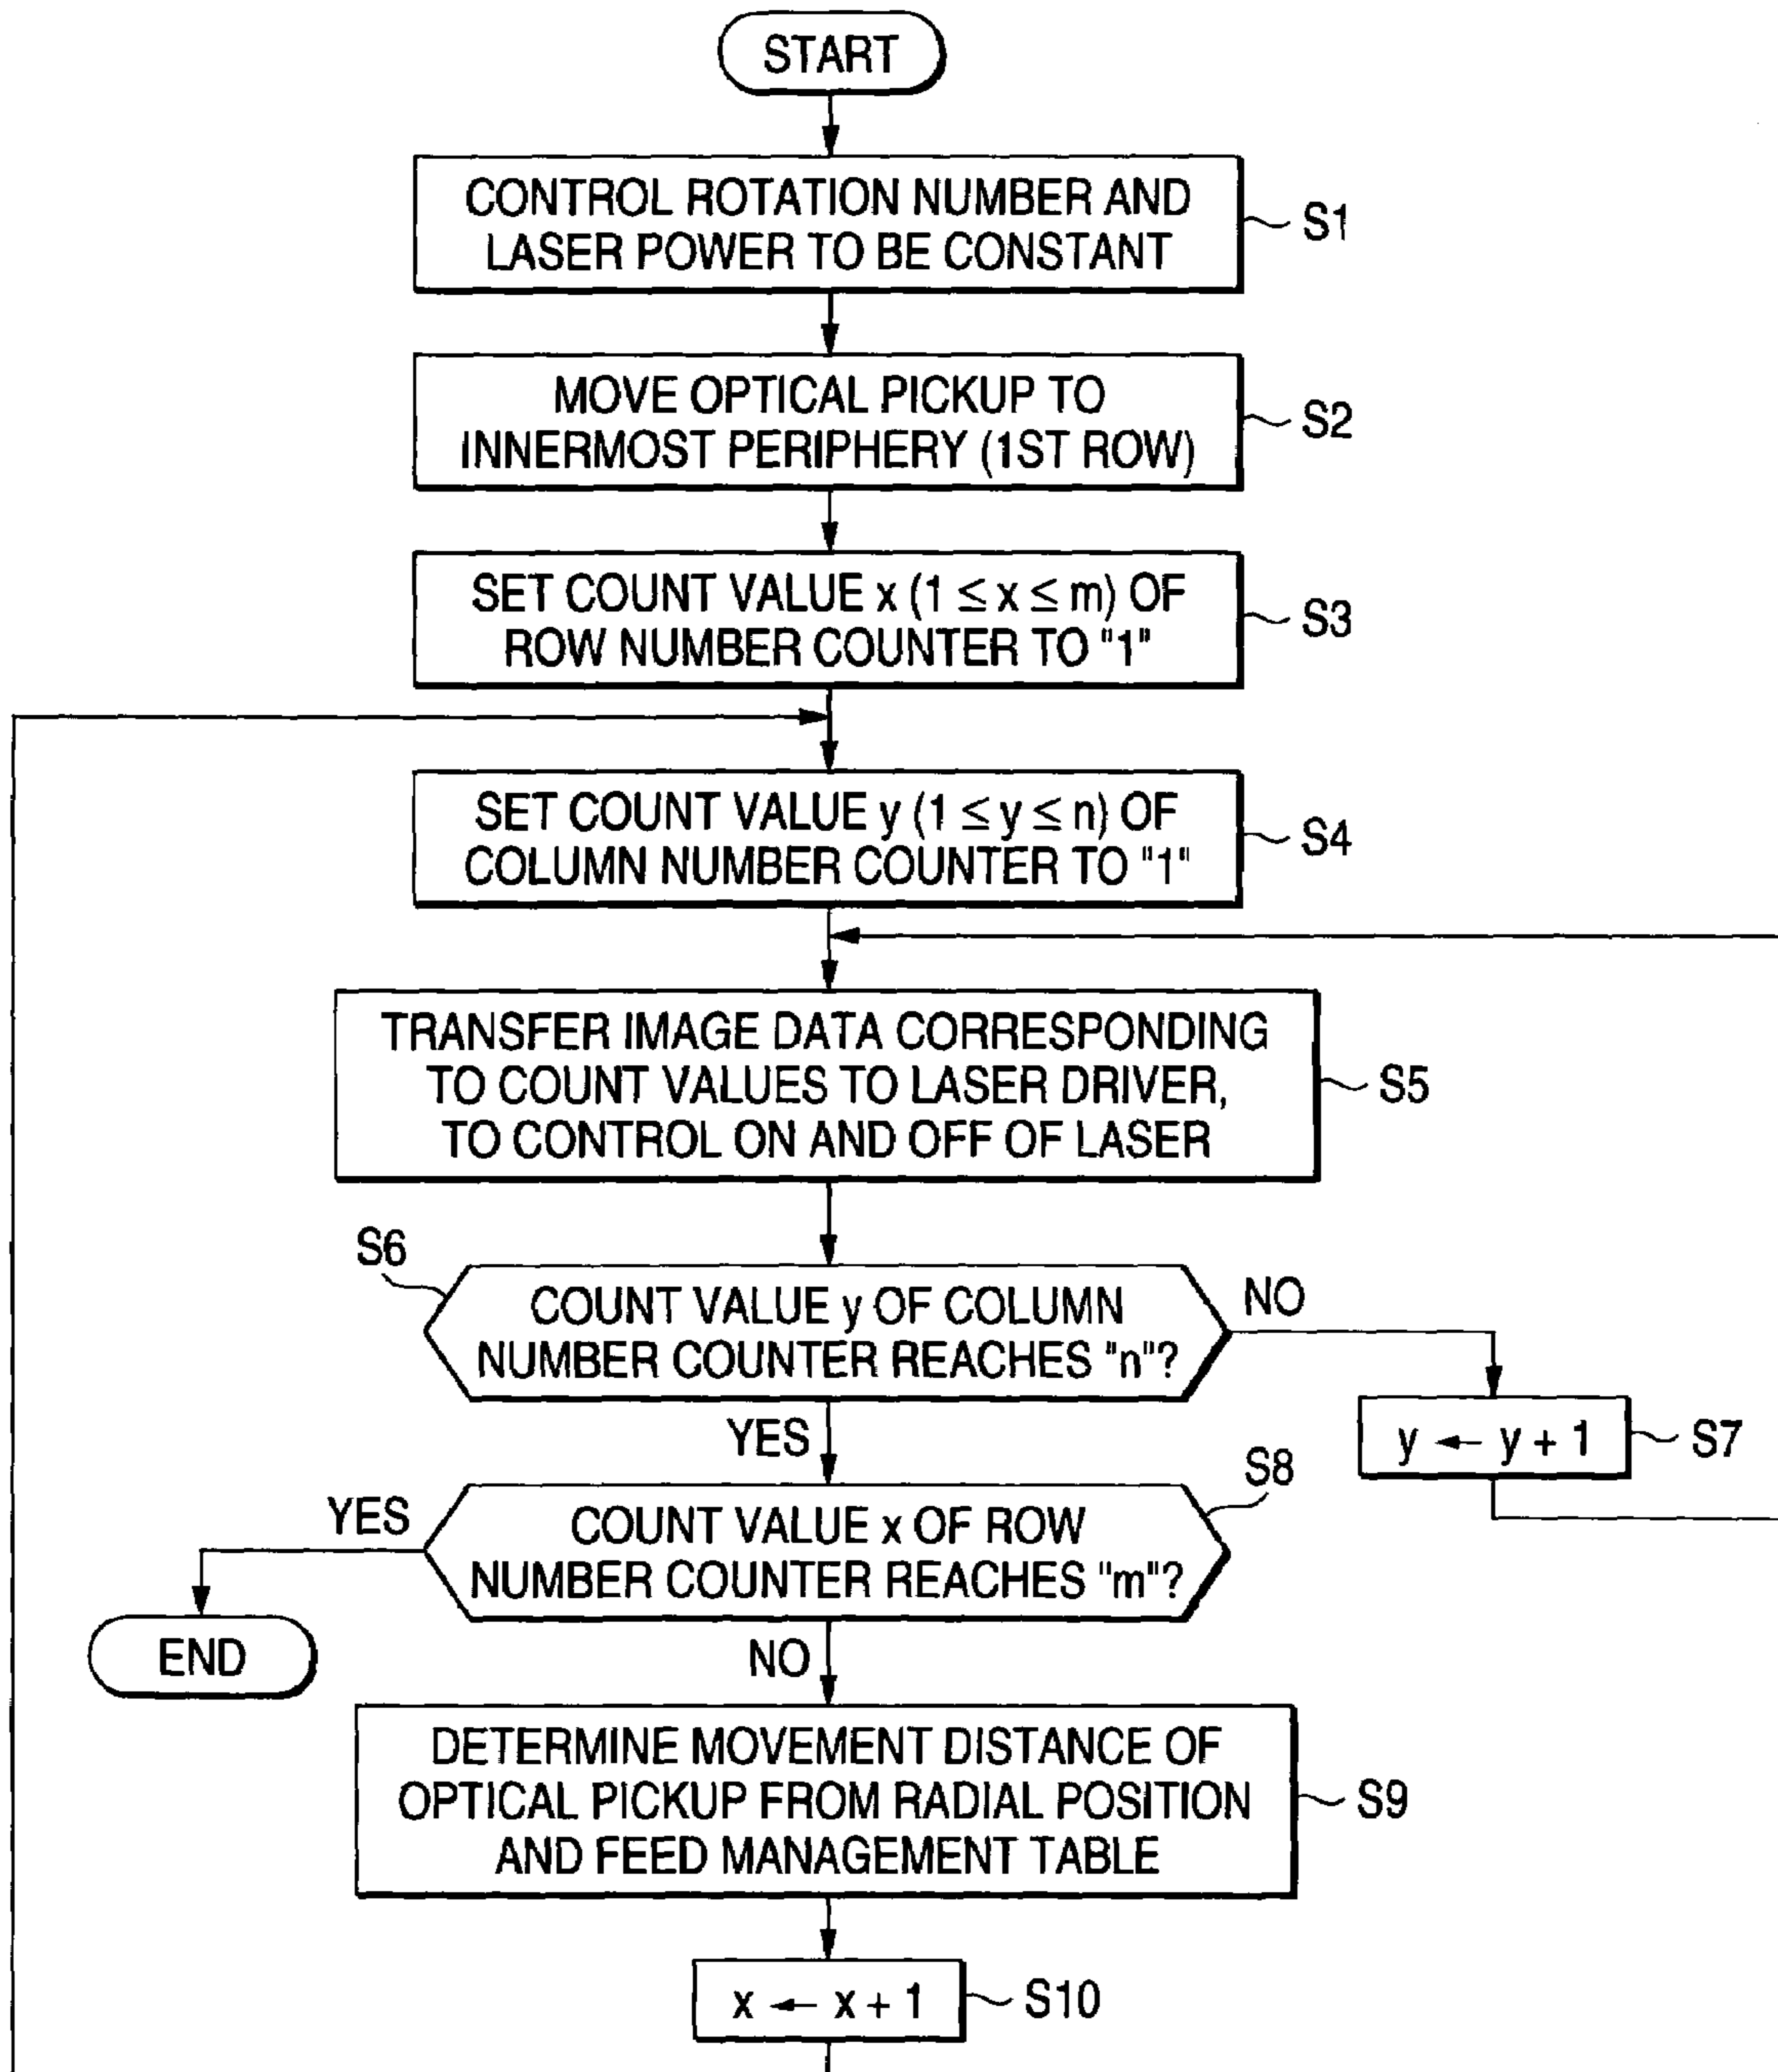 START
CONTROL ROTATION NUMBER AND
LASER POWER TO BE CONSTANT
S1
MOVE OPTICAL PICKUP TO
INNERMOST PERIPHERY (1ST ROW)
S2
SET COUNT VALUE x (1 ≤ x ≤ m) OF
ROW NUMBER COUNTER TO "1"
S3
SET COUNT VALUE y (1 ≤ y ≤ n) OF
COLUMN NUMBER COUNTER TO "1"
S4
TRANSFER IMAGE DATA CORRESPONDING
TO COUNT VALUES TO LASER DRIVER,
TO CONTROL ON AND OFF OF LASER
S5
S6
COUNT VALUE y OF COLUMN
NUMBER COUNTER REACHES "n"?
NO
YES
y ← y + 1
S7
S8
YES
COUNT VALUE x OF ROW
NUMBER COUNTER REACHES "m"?
END
NO
DETERMINE MOVEMENT DISTANCE OF
OPTICAL PICKUP FROM RADIAL POSITION
AND FEED MANAGEMENT TABLE
S9
x ← x + 1
S10